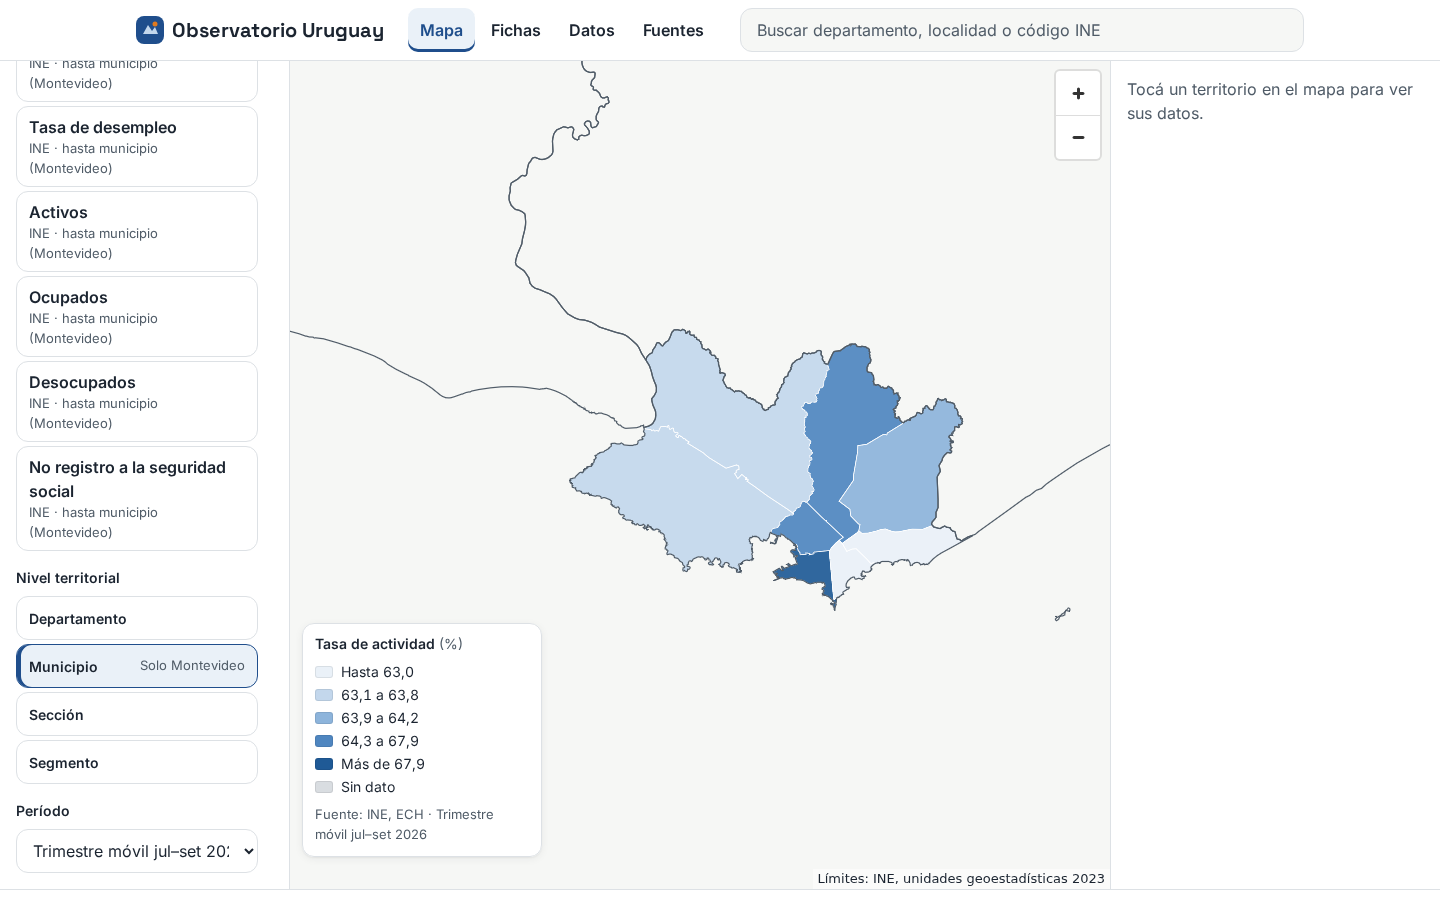 Observatorio Uruguay
Mapa
Fichas
Datos
Fuentes
Buscar departamento, localidad o código INE
INE · hasta municipio
(Montevideo)
Tasa de desempleo
INE · hasta municipio
(Montevideo)
Activos
INE · hasta municipio
(Montevideo)
Ocupados
INE · hasta municipio
(Montevideo)
Desocupados
INE · hasta municipio
(Montevideo)
No registro a la seguridad
social
INE · hasta municipio
(Montevideo)
Nivel territorial
Departamento
Municipio Solo Montevideo
Sección
Segmento
Período
Trimestre móvil jul–set 202
+
−
Tasa de actividad (%)
Hasta 63,0
63,1 a 63,8
63,9 a 64,2
64,3 a 67,9
Más de 67,9
Sin dato
Fuente: INE, ECH · Trimestre
móvil jul–set 2026
Límites: INE, unidades geoestadísticas 2023
Tocá un territorio en el mapa para ver
sus datos.